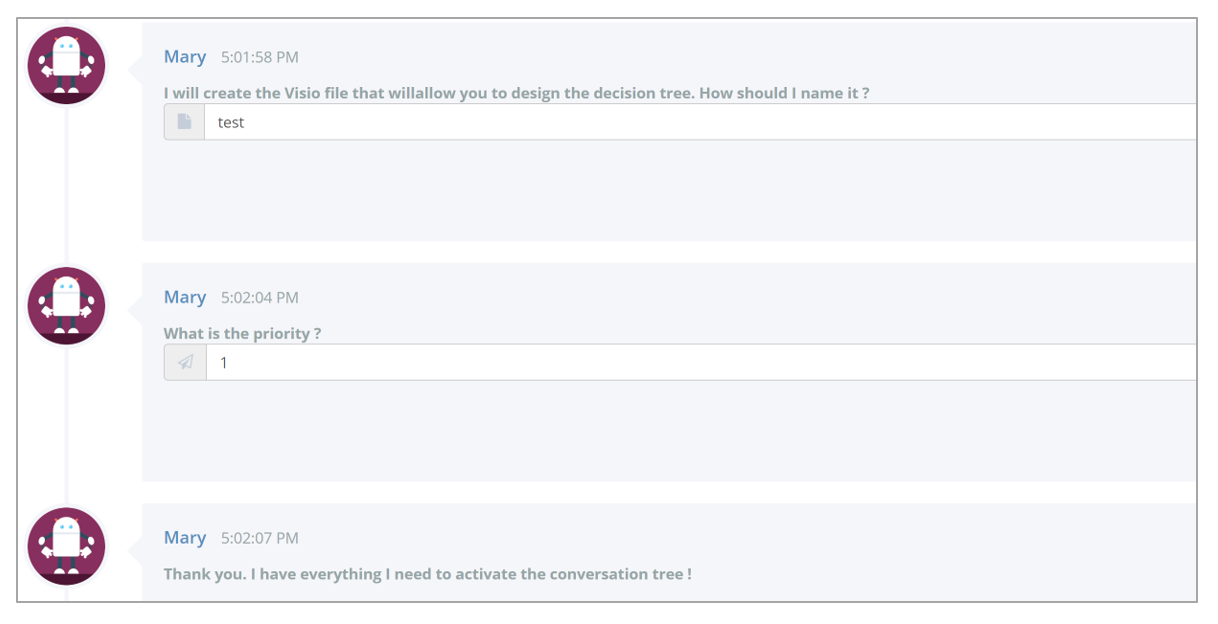 Mary 5:01:58 PM
I will create the Visio file that willallow you to design the decision tree. How should I name it ?
test
Mary 5:02:04 PM
What is the priority ?
1
Mary 5:02:07 PM
Thank you. I have everything I need to activate the conversation tree !